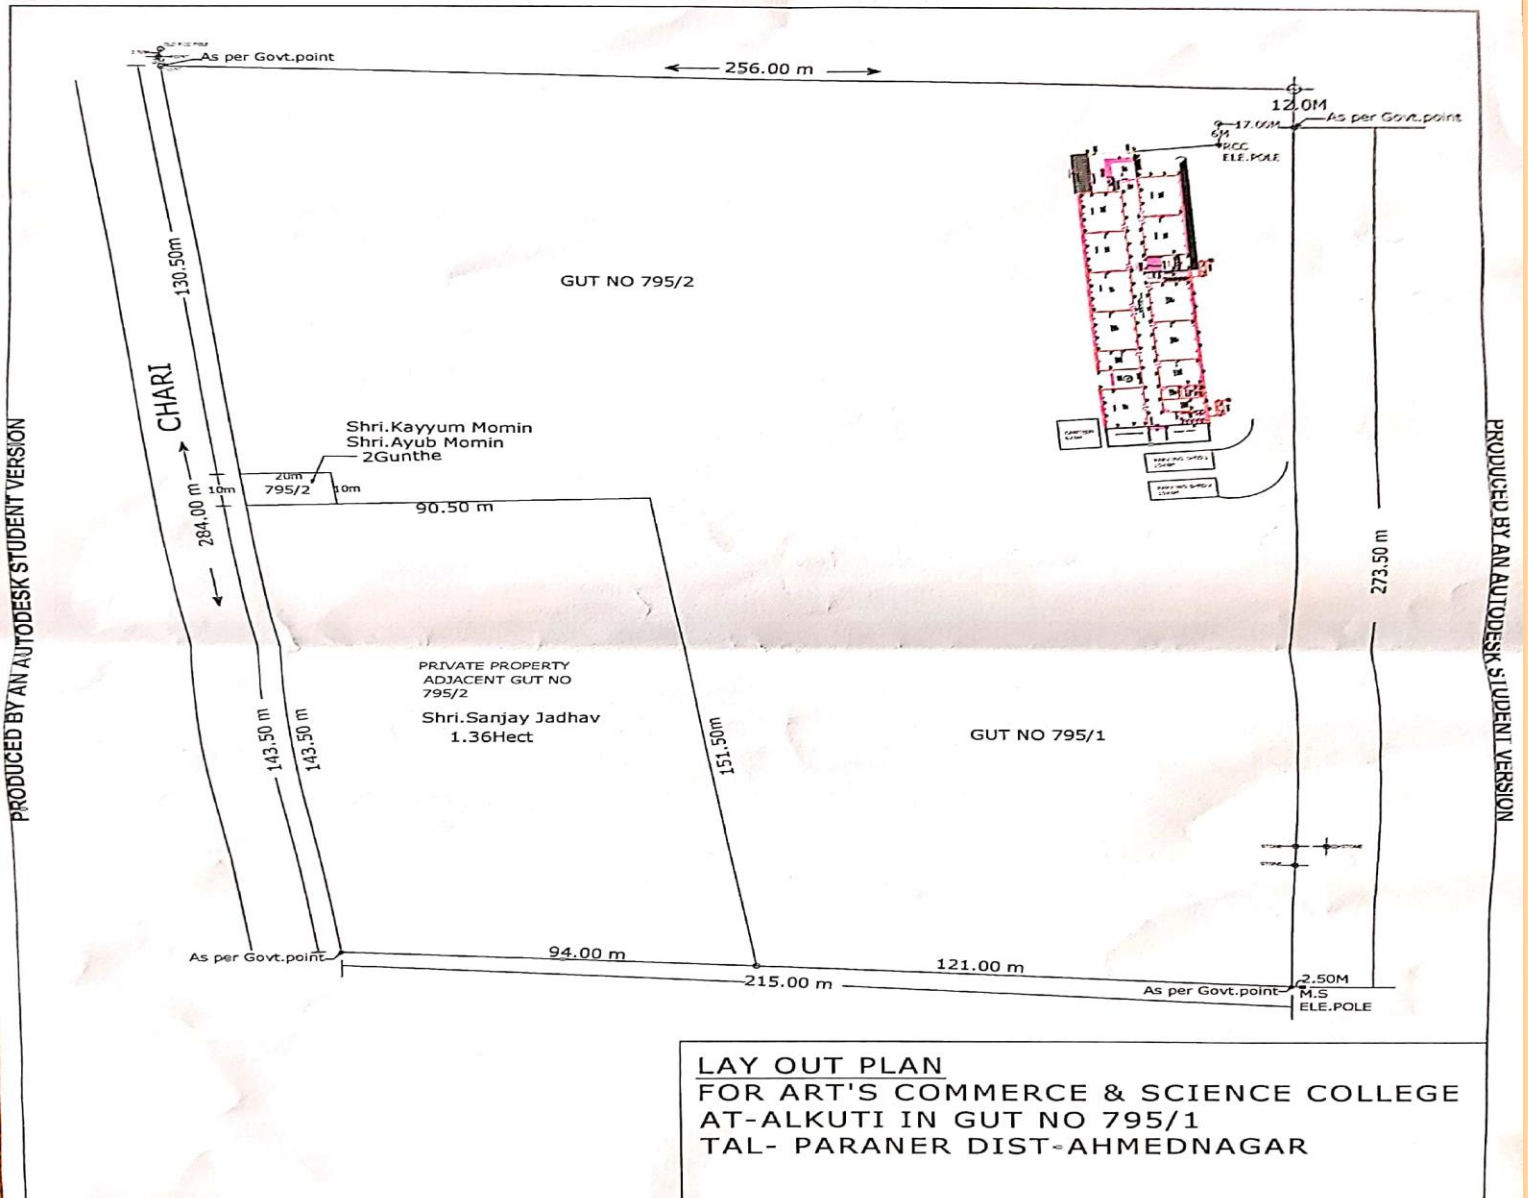 As per Govt.point
256.00 m
12.0M
As per Govt.point
17.00M
6M
RCC
ELE.POLE
130.50m
GUT NO 795/2
CHARI
Shri.Kayyum Momin
Shri.Ayub Momin
2Gunthe
20m
10m
795/2
10m
90.50 m
284.00 m
273.50 m
PRODUCED BY AN AUTODESK STUDENT VERSION
PRODUCED BY AN AUTODESK STUDENT VERSION
PRIVATE PROPERTY
ADJACENT GUT NO
795/2
Shri.Sanjay Jadhav
1.36Hect
143.50 m
143.50 m
151.50m
GUT NO 795/1
As per Govt.point
94.00 m
121.00 m
215.00 m
As per Govt.point
2.50M
M.S
ELE.POLE
LAY OUT PLAN
FOR ART'S COMMERCE & SCIENCE COLLEGE
AT-ALKUTI IN GUT NO 795/1
TAL- PARANER DIST-AHMEDNAGAR